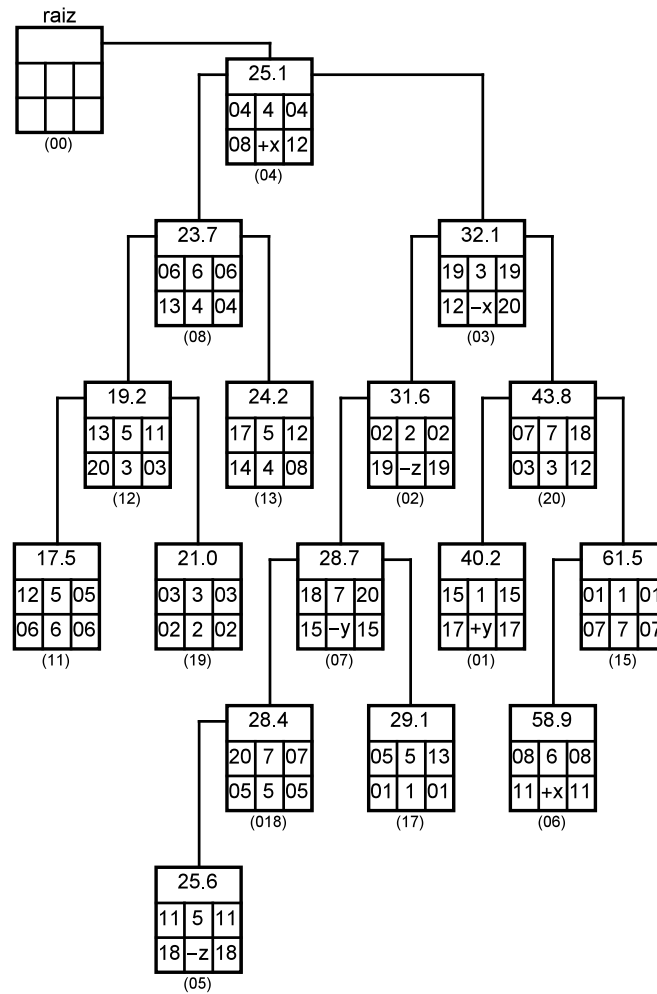 raiz
(00)
25.1
04 4 04
08 +x 12
(04)
23.7
06 6 06
13 4 04
(08)
32.1
19 3 19
12 −x 20
(03)
19.2
13 5 11
20 3 03
(12)
24.2
17 5 12
14 4 08
(13)
31.6
02 2 02
19 −z 19
(02)
43.8
07 7 18
03 3 12
(20)
17.5
12 5 05
06 6 06
(11)
21.0
03 3 03
02 2 02
(19)
28.7
18 7 20
15 −y 15
(07)
40.2
15 1 15
17 +y 17
(01)
61.5
01 1 01
07 7 07
(15)
28.4
20 7 07
05 5 05
(018)
29.1
05 5 13
01 1 01
(17)
58.9
08 6 08
11 +x 11
(06)
25.6
11 5 11
18 −z 18
(05)